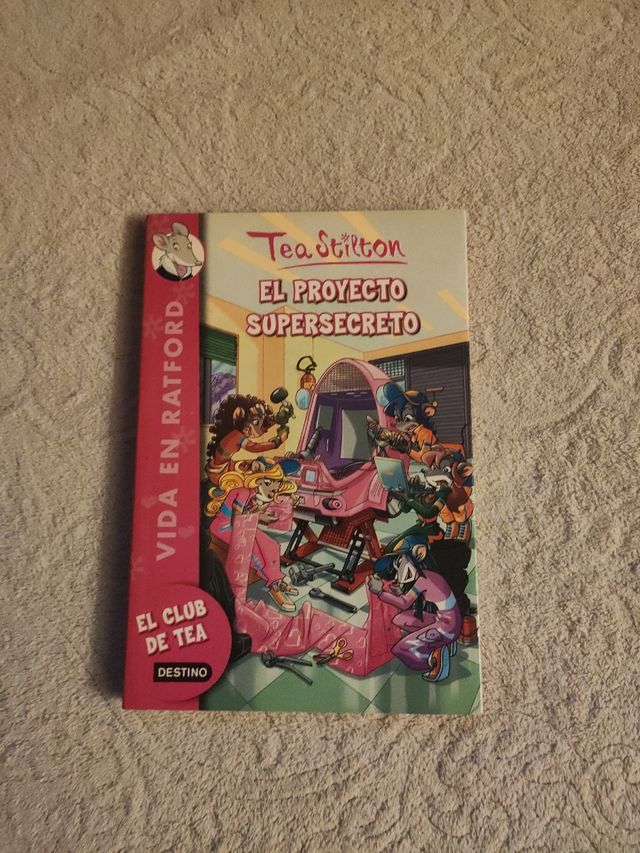 Tea Stilton
EL PROYECTO
SUPERSECRETO
VIDA EN RATFORD
EL CLUB
DE TEA
DESTINO